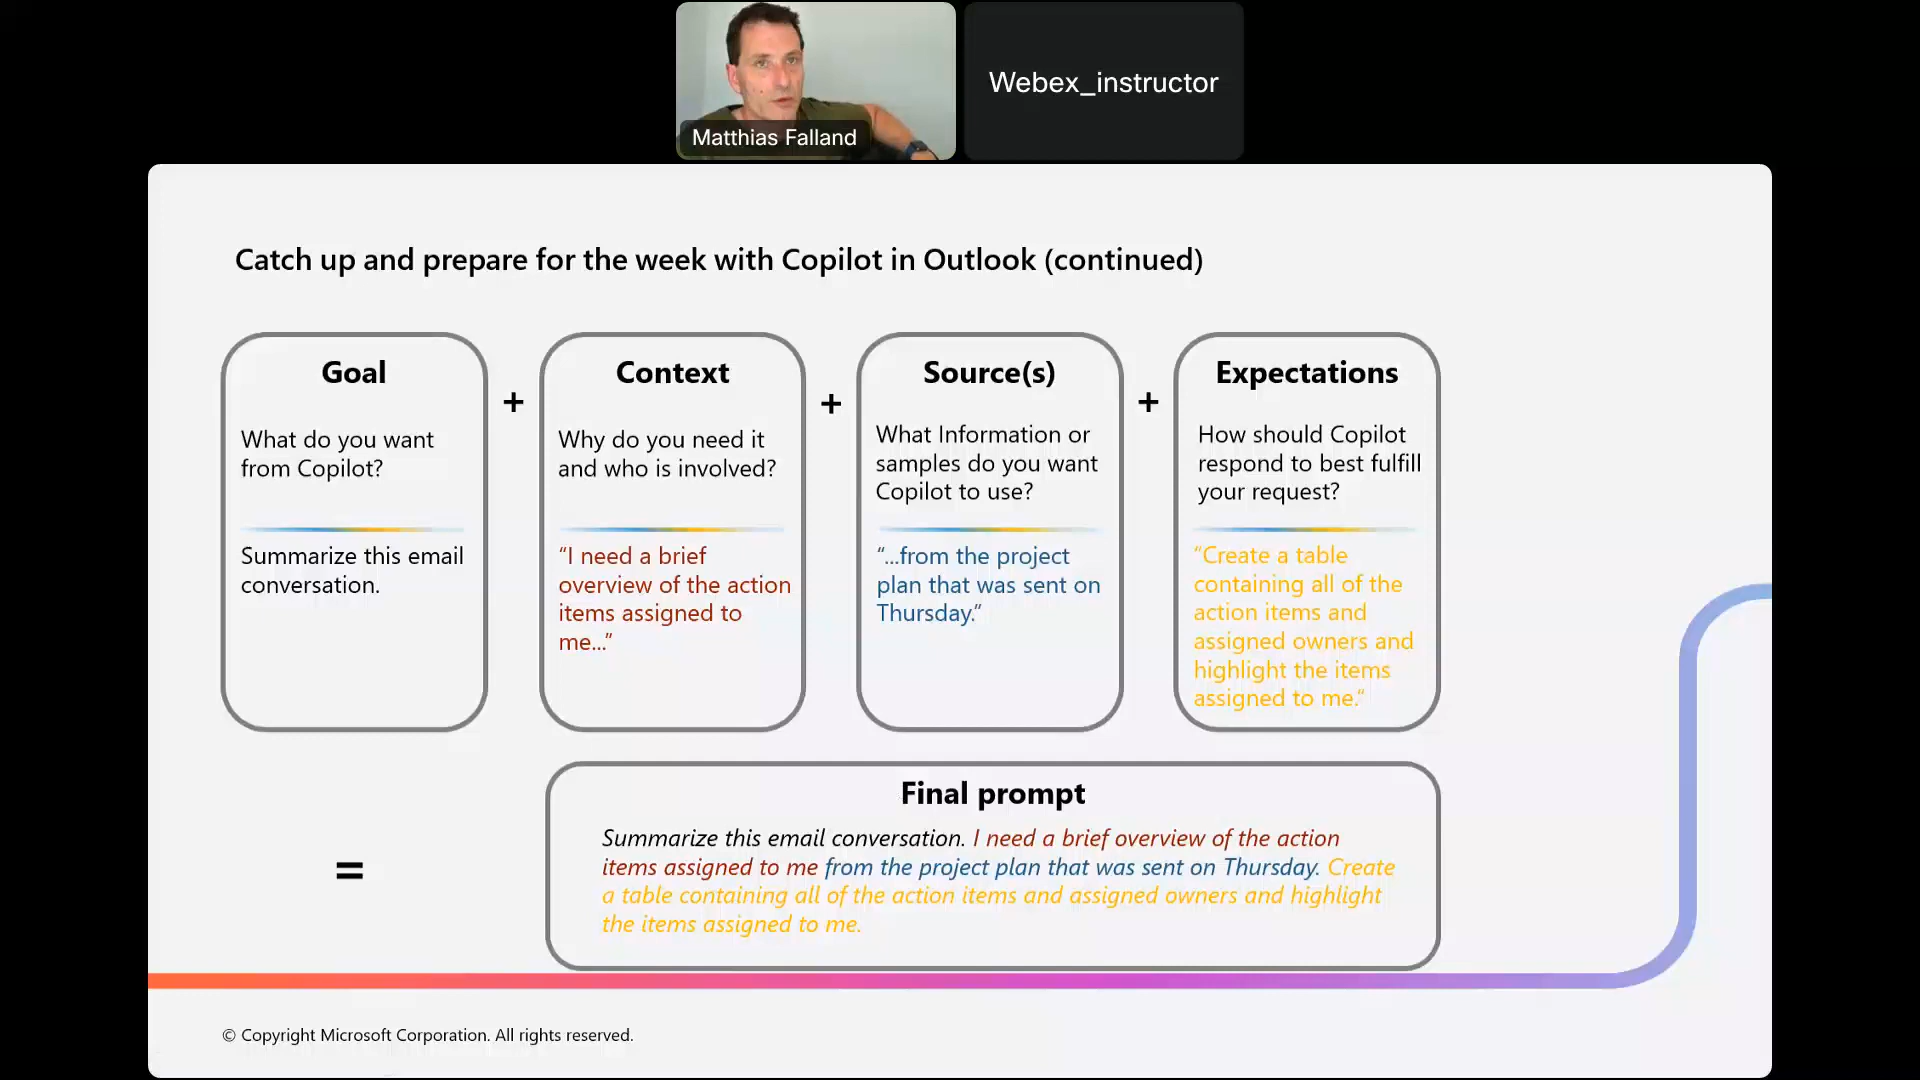 Matthias Falland
Webex_instructor
Catch up and prepare for the week with Copilot in Outlook (continued)
Goal
What do you want
from Copilot?
Summarize this email
conversation.
+
Context
Why do you need it
and who is involved?
“I need a brief
overview of the action
items assigned to
me...”
+
Source(s)
What Information or
samples do you want
Copilot to use?
“...from the project
plan that was sent on
Thursday.”
+
Expectations
How should Copilot
respond to best fulfill
your request?
“Create a table
containing all of the
action items and
assigned owners and
highlight the items
assigned to me.“
=
Final prompt
Summarize this email conversation. I need a brief overview of the action
items assigned to me from the project plan that was sent on Thursday. Create
a table containing all of the action items and assigned owners and highlight
the items assigned to me.
© Copyright Microsoft Corporation. All rights reserved.